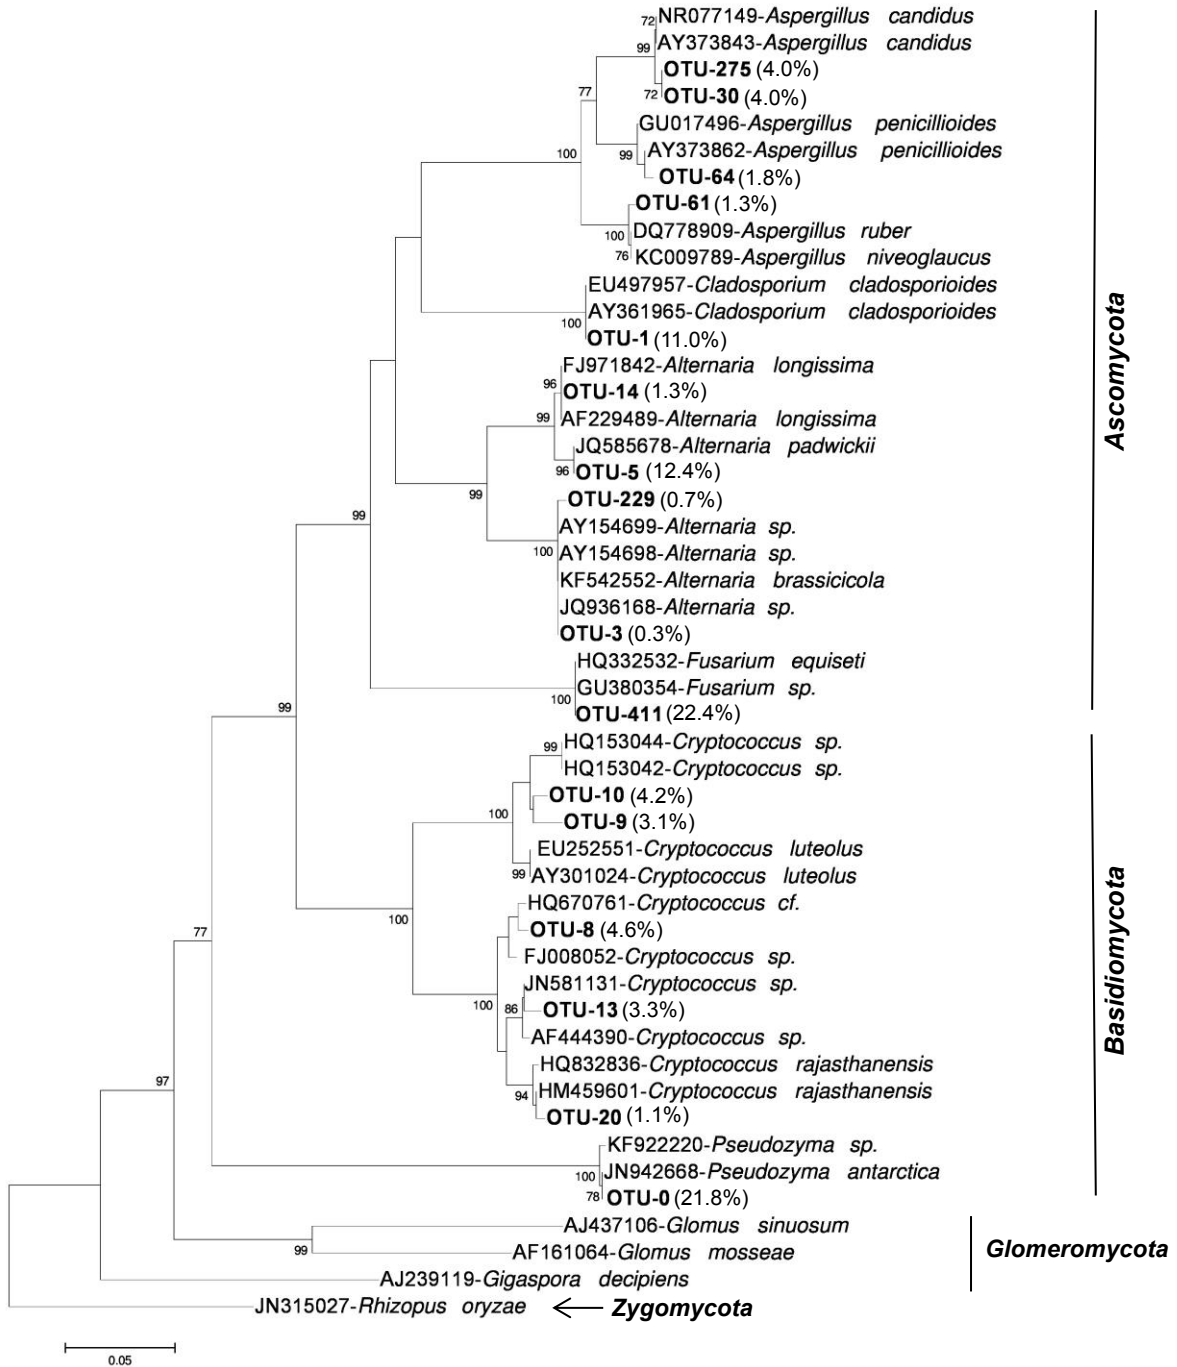 72
NR077149-Aspergillus candidus
99
AY373843-Aspergillus candidus
OTU-275 (4.0%)
77
72
OTU-30 (4.0%)
GU017496-Aspergillus penicillioides
100
99
AY373862-Aspergillus penicillioides
OTU-64 (1.8%)
OTU-61 (1.3%)
100
DQ778909-Aspergillus ruber
76
KC009789-Aspergillus niveoglaucus
EU497957-Cladosporium cladosporioides
AY361965-Cladosporium cladosporioides
100
OTU-1 (11.0%)
FJ971842-Alternaria longissima
96
OTU-14 (1.3%)
99
AF229489-Alternaria longissima
JQ585678-Alternaria padwickii
96
OTU-5 (12.4%)
99
OTU-229 (0.7%)
99
AY154699-Alternaria sp.
100
AY154698-Alternaria sp.
KF542552-Alternaria brassicicola
JQ936168-Alternaria sp.
OTU-3 (0.3%)
HQ332532-Fusarium equiseti
GU380354-Fusarium sp.
100
OTU-411 (22.4%)
Ascomycota
99
99
HQ153044-Cryptococcus sp.
HQ153042-Cryptococcus sp.
OTU-10 (4.2%)
100
OTU-9 (3.1%)
EU252551-Cryptococcus luteolus
99
AY301024-Cryptococcus luteolus
HQ670761-Cryptococcus cf.
100
OTU-8 (4.6%)
77
FJ008052-Cryptococcus sp.
JN581131-Cryptococcus sp.
100
86
OTU-13 (3.3%)
AF444390-Cryptococcus sp.
HQ832836-Cryptococcus rajasthanensis
97
94
HM459601-Cryptococcus rajasthanensis
OTU-20 (1.1%)
KF922220-Pseudozyma sp.
100
JN942668-Pseudozyma antarctica
78
OTU-0 (21.8%)
Basidiomycota
AJ437106-Glomus sinuosum
99
AF161064-Glomus mosseae
AJ239119-Gigaspora decipiens
Glomeromycota
JN315027-Rhizopus oryzae
Zygomycota
0.05